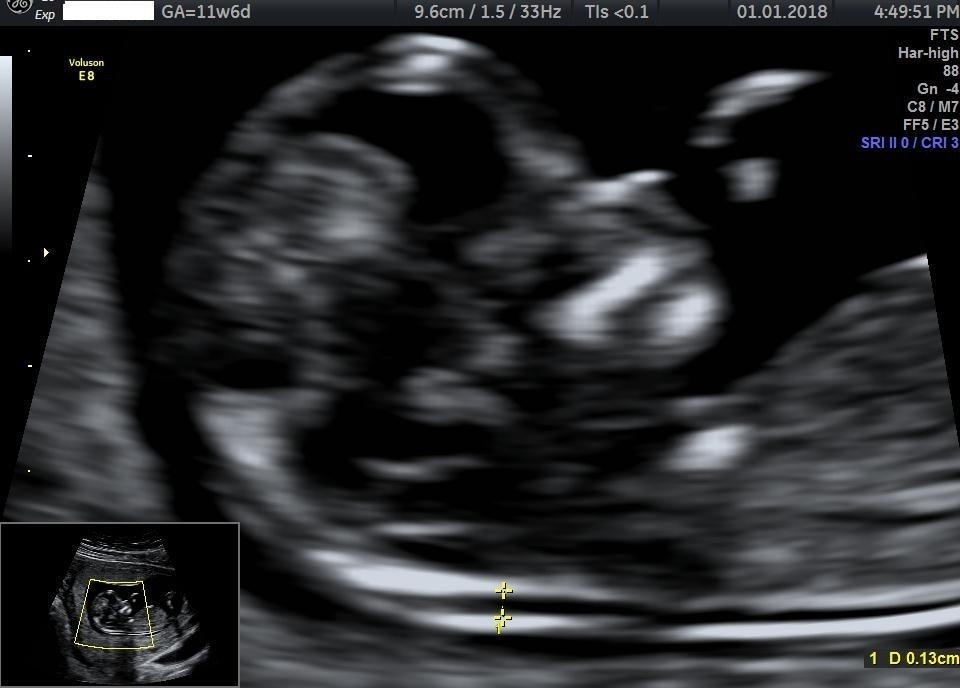 Exp GA=11w6d 9.6cm / 1.5 / 33Hz TIs <0.1 01.01.2018 4:49:51 PM
Voluson
E8
FTS
Har-high
88
Gn -4
C8 / M7
FF5 / E3
SRI II 0 / CRI 3
1
1 D 0.13cm